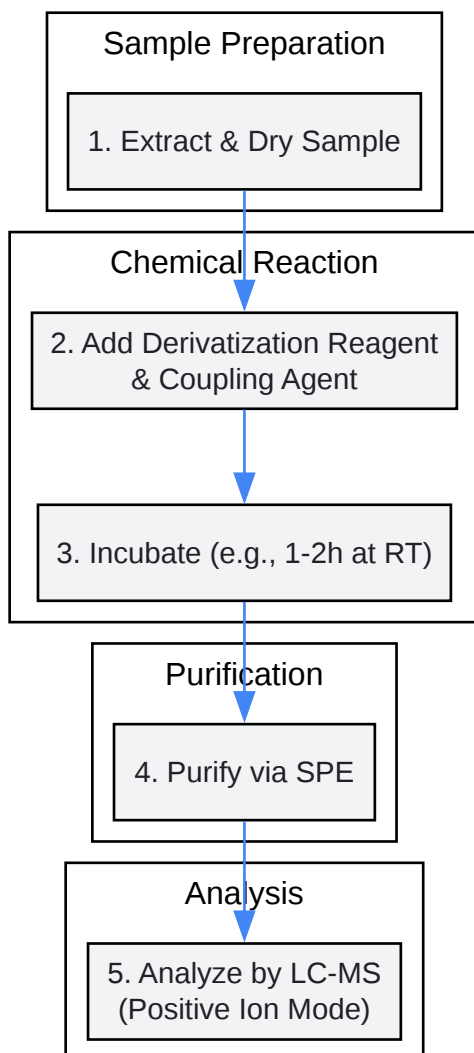 Sample Preparation
1. Extract & Dry Sample
Chemical Reaction
2. Add Derivatization Reagent
& Coupling Agent
3. Incubate (e.g., 1-2h at RT)
Purification
4. Purify via SPE
Analysis
5. Analyze by LC-MS
(Positive Ion Mode)